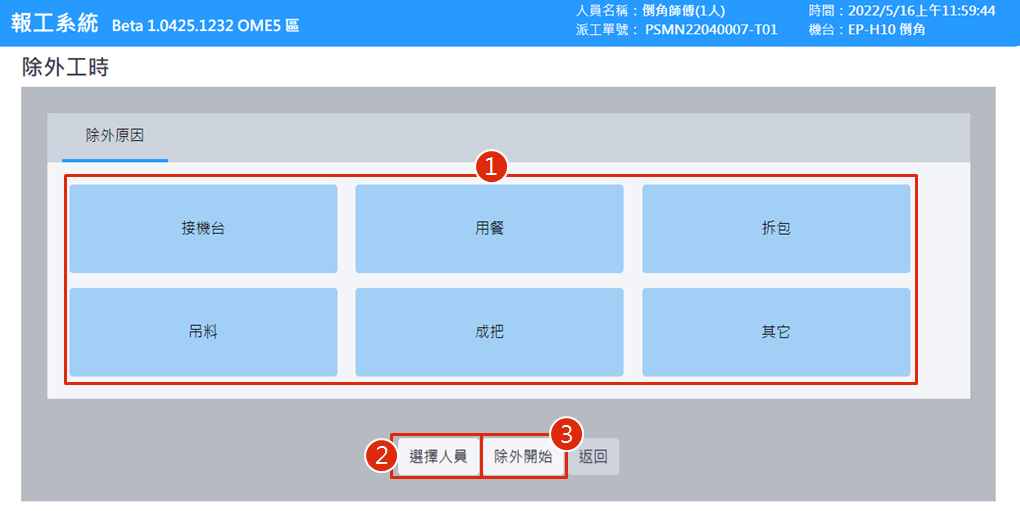 報工系統 Beta 1.0425.1232 OME5 區
人員名稱：倒角師傅(1人) 時間：2022/5/16上午11:59:44
派工單號： PSMN22040007-T01 機台：EP-H10 倒角
除外工時
除外原因
1
接機台 用餐 拆包
吊料 成把 其它
3
2 選擇人員 除外開始 返回